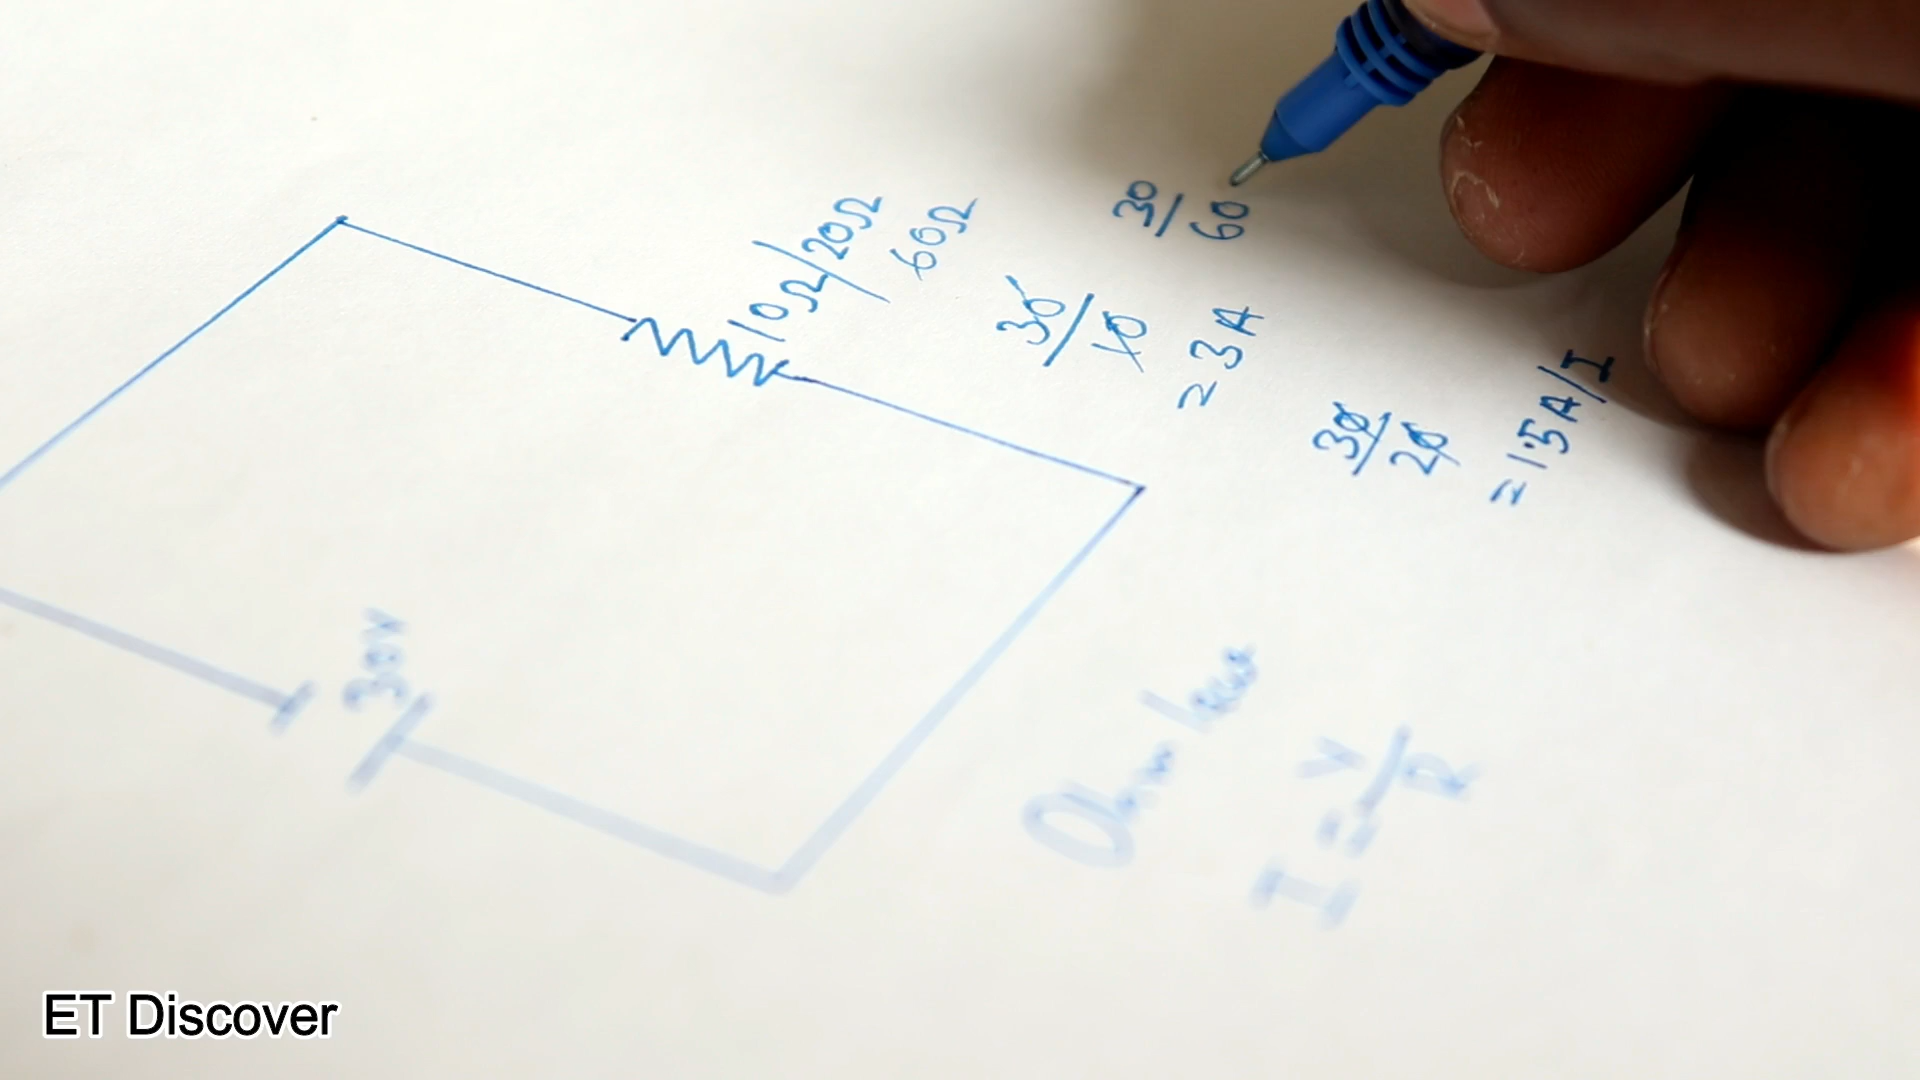 10Ω/20Ω/
60Ω
30/10
= 3A
30/60
30/20
= 1.5A/I
30V
Ohm law
I = V/R
ET Discover